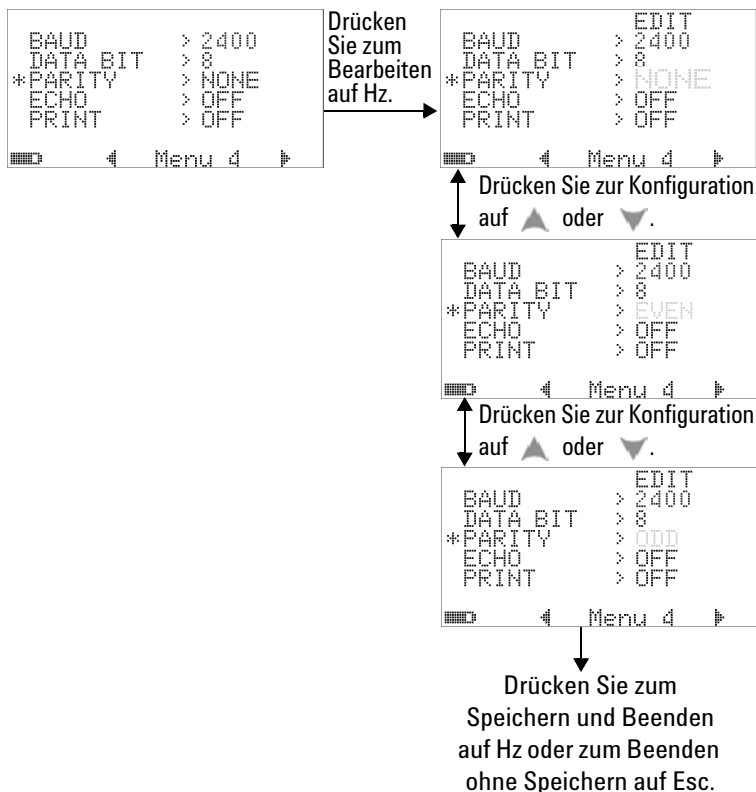 BAUD > 2400
DATA BIT > 8
*PARITY > NONE
ECHO > OFF
PRINT > OFF
Menu 4
Drücken
Sie zum
Bearbeiten
auf Hz.
EDIT
BAUD > 2400
DATA BIT > 8
*PARITY > NONE
ECHO > OFF
PRINT > OFF
Menu 4
Drücken Sie zur Konfiguration
auf ▲ oder ▼.
EDIT
BAUD > 2400
DATA BIT > 8
*PARITY > EVEN
ECHO > OFF
PRINT > OFF
Menu 4
Drücken Sie zur Konfiguration
auf ▲ oder ▼.
EDIT
BAUD > 2400
DATA BIT > 8
*PARITY > ODD
ECHO > OFF
PRINT > OFF
Menu 4
Drücken Sie zum
Speichern und Beenden
auf Hz oder zum Beenden
ohne Speichern auf Esc.